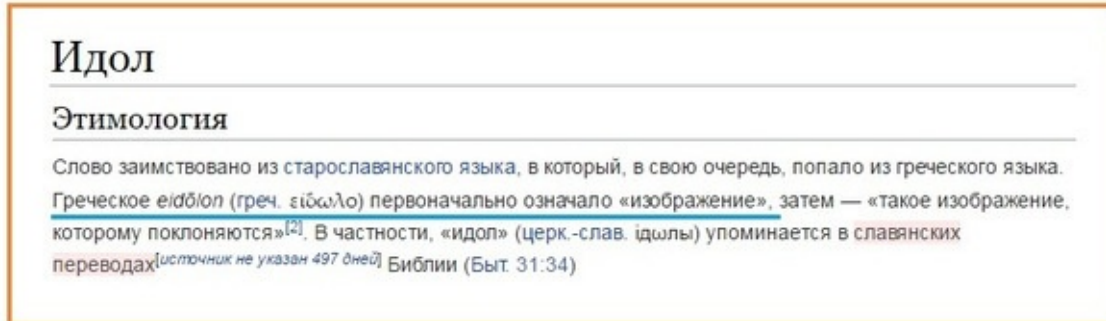 Идол
Этимология
Слово заимствовано из старославянского языка, в который, в свою очередь, попало из греческого языка.
Греческое eidōlon (греч. εἰδωλο) первоначально означало «изображение», затем — «такое изображение,
которому поклоняются»[2]. В частности, «идол» (церк.-слав. ідѡлы) упоминается в славянских
переводах[источник не указан 497 дней] Библии (Быт. 31:34)